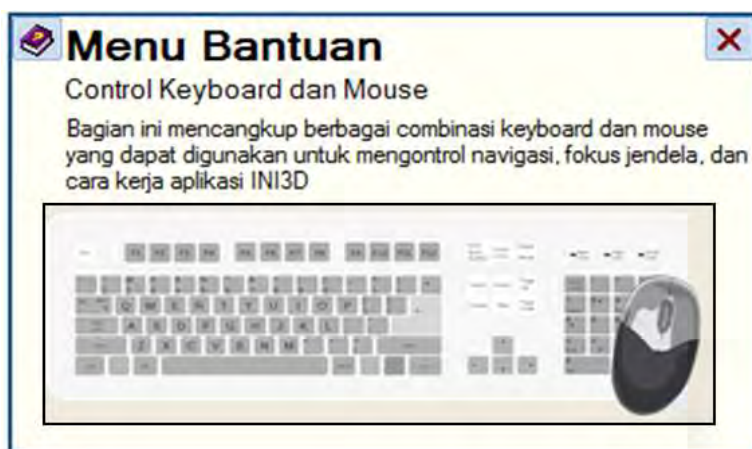 Menu Bantuan
Control Keyboard dan Mouse
Bagian ini mencangkup berbagai combinasi keyboard dan mouse
yang dapat digunakan untuk mengontrol navigasi, fokus jendela, dan
cara kerja aplikasi INI3D
Q W E R T Y U I O P
A S D F G H J K L
Z X C V B N M